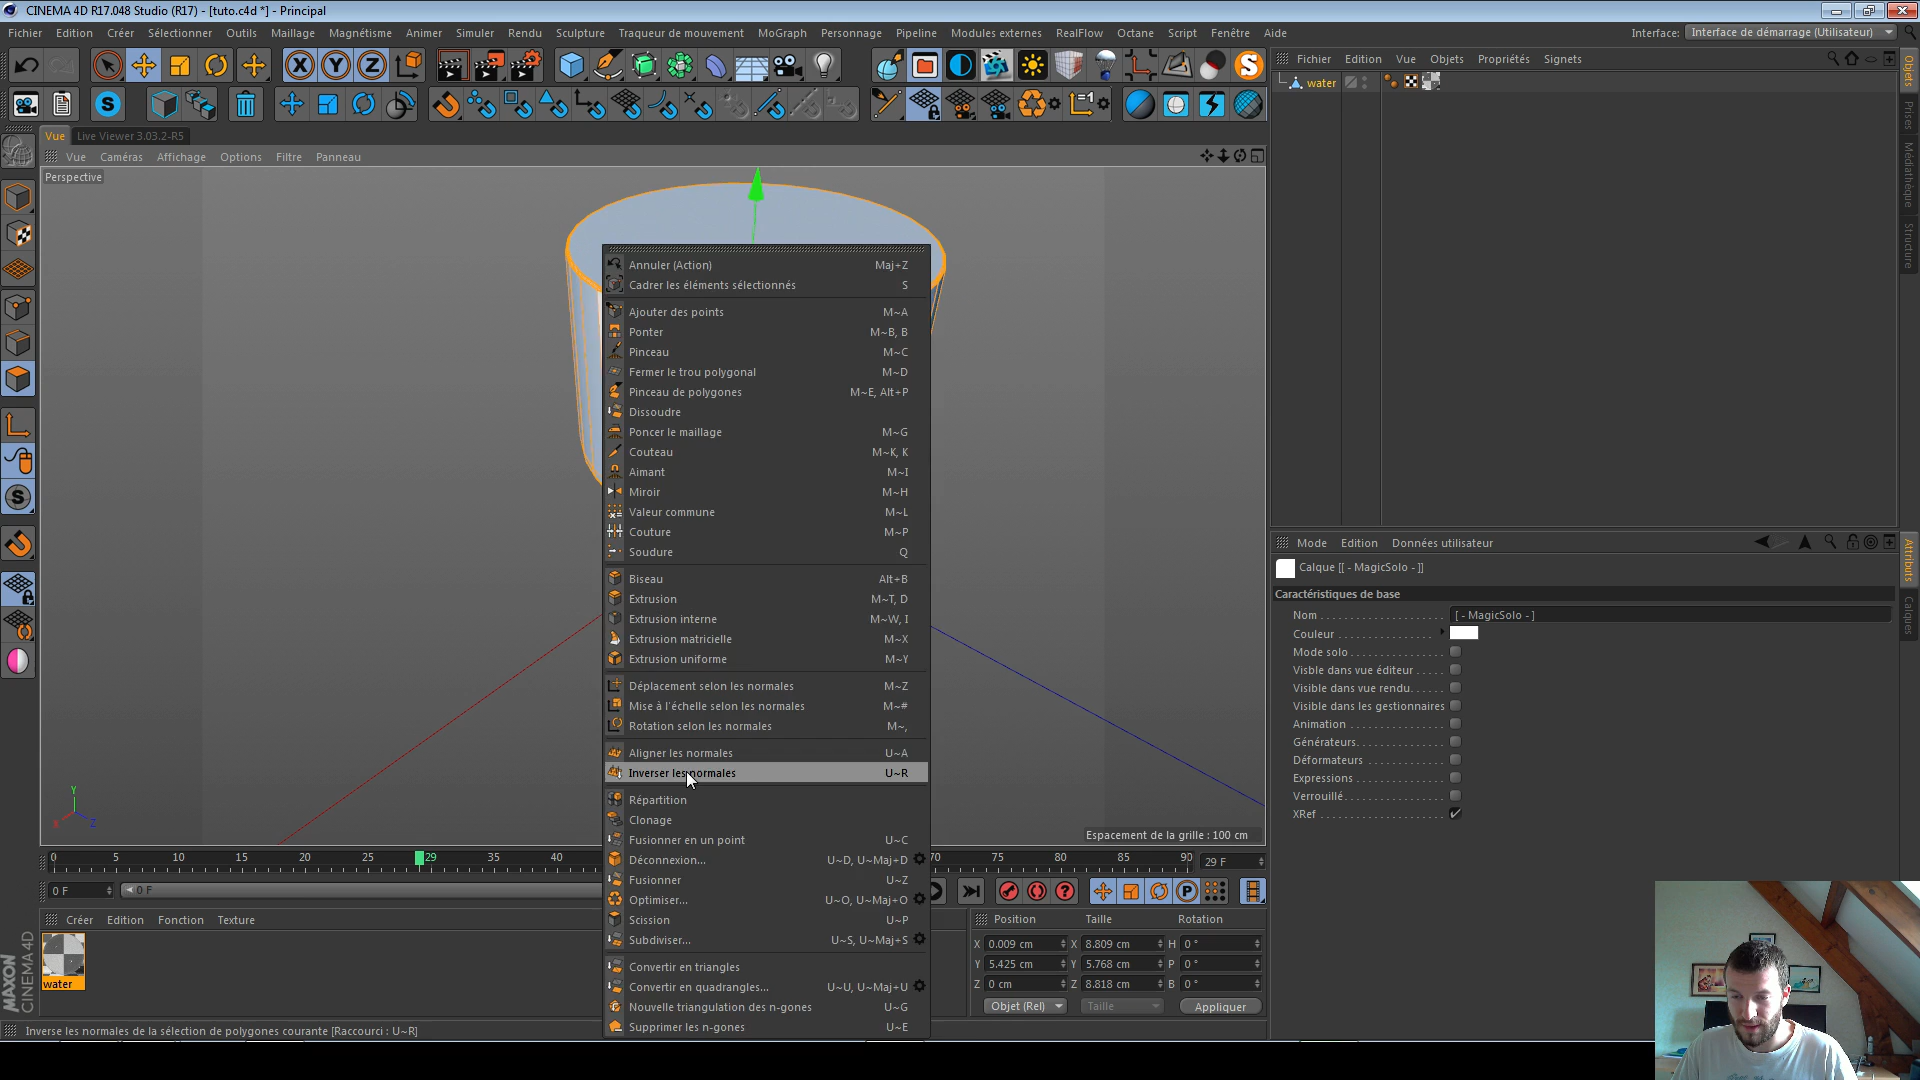 CINEMA 4D R17.048 Studio (R17) - [tuto.c4d *] - Principal
Fichier Edition Créer Sélectionner Outils Maillage Magnétisme Animer Simuler Rendu Sculpture Traqueur de mouvement MoGraph Personnage Pipeline Modules externes RealFlow Octane Script Fenêtre Aide Interface: Interface de démarrage (Utilisateur)
Fichier Edition Vue Objets Propriétés Signets
water
Objets
Prises
Médiathèque
Structure
Vue Live Viewer 3.03.2-R5
Vue Caméras Affichage Options Filtre Panneau
Perspective
Annuler (Action) Maj+Z
Cadrer les éléments sélectionnés S
Ajouter des points M~A
Ponter M~B, B
Pinceau M~C
Fermer le trou polygonal M~D
Pinceau de polygones M~E, Alt+P
Dissoudre
Poncer le maillage M~G
Couteau M~K, K
Aimant M~I
Miroir M~H
Valeur commune M~L
Couture M~P
Soudure Q
Biseau Alt+B
Extrusion M~T, D
Extrusion interne M~W, I
Extrusion matricielle M~X
Extrusion uniforme M~Y
Déplacement selon les normales M~Z
Mise à l'échelle selon les normales M~#
Rotation selon les normales M~,
Aligner les normales U~A
Inverser les normales U~R
Répartition
Clonage
Fusionner en un point U~C
Déconnexion... U~D, U~Maj+D
Fusionner U~Z
Optimiser... U~O, U~Maj+O
Scission U~P
Subdiviser... U~S, U~Maj+S
Convertir en triangles
Convertir en quadrangles... U~U, U~Maj+U
Nouvelle triangulation des n-gones U~G
Supprimer les n-gones U~E
Mode Edition Données utilisateur
Calque [[ - MagicSolo - ]]
Caractéristiques de base
Nom [ - MagicSolo - ]
Couleur
Mode solo
Visble dans vue éditeur
Visible dans vue rendu
Visible dans les gestionnaires
Animation
Générateurs
Déformateurs
Expressions
Verrouillé
XRef
Attributs
Calques
Y
X
Z
Espacement de la grille : 100 cm
0 5 10 15 20 25 29 35 40 70 75 80 85 90 29 F
0 F 0 F
Créer Edition Fonction Texture
water
MAXON
CINEMA 4D
Position Taille Rotation
X 0.009 cm X 8.809 cm H 0 °
Y 5.425 cm Y 5.768 cm P 0 °
Z 0 cm Z 8.818 cm B 0 °
Objet (Rel) Taille Appliquer
Inverse les normales de la sélection de polygones courante [Raccourci : U~R]